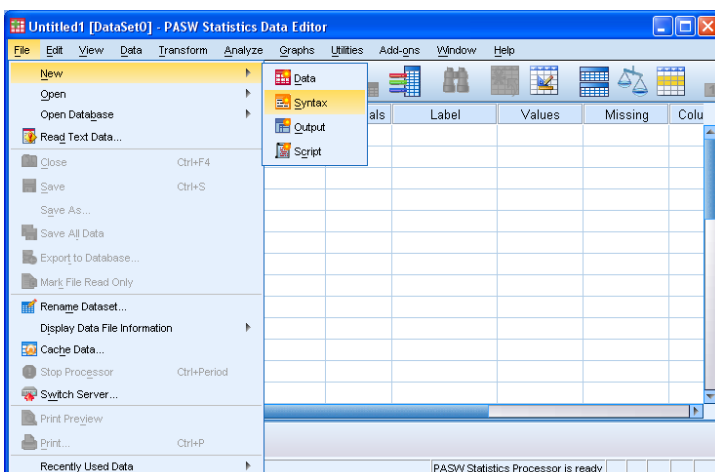 Untitled1 [DataSet0] - PASW Statistics Data Editor
File Edit View Data Transform Analyze Graphs Utilities Add-ons Window Help
New
Open
Open Database
Read Text Data...
Close Ctrl+F4
Save Ctrl+S
Save As...
Save All Data
Export to Database...
Mark File Read Only
Rename Dataset...
Display Data File Information
Cache Data...
Stop Processor Ctrl+Period
Switch Server...
Print Preview
Print... Ctrl+P
Recently Used Data
Data
Syntax
Output
Script
als Label Values Missing Colu
PASW Statistics Processor is ready